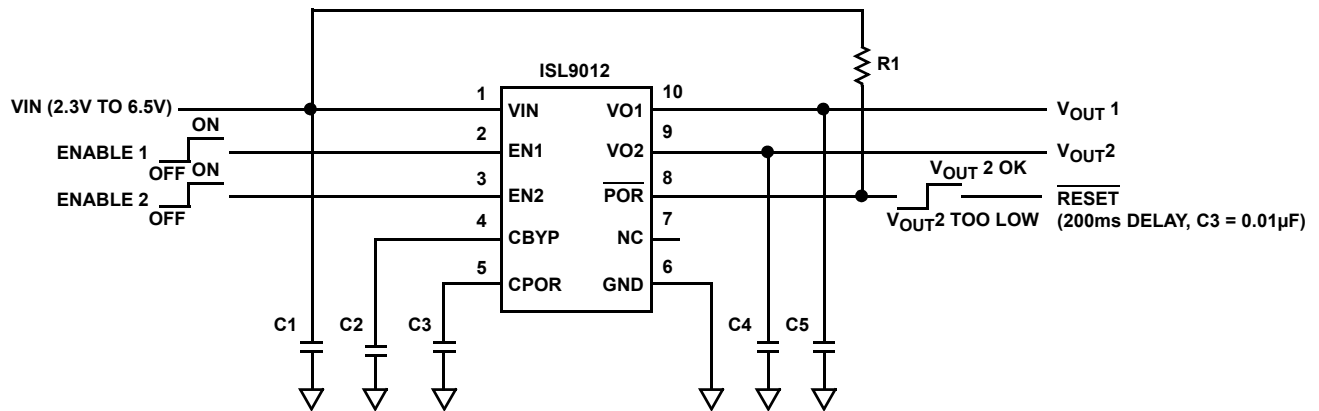 R1
ISL9012
VIN (2.3V TO 6.5V)
1
VIN
VO1
10
VOUT 1
ON
ENABLE 1
OFF
2
EN1
VO2
9
VOUT2
ON
ENABLE 2
OFF
3
EN2
POR
8
VOUT 2 OK
VOUT2 TOO LOW
RESET
(200ms DELAY, C3 = 0.01µF)
4
CBYP
NC
7
5
CPOR
GND
6
C1
C2
C3
C4
C5